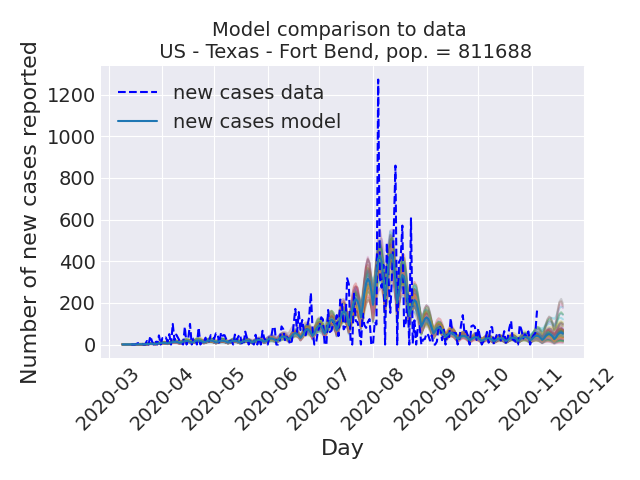 Model comparison to data
US - Texas - Fort Bend, pop. = 811688
Number of new cases reported
1200
1000
800
600
400
200
0
new cases data
new cases model
2020-03
2020-04
2020-05
2020-06
2020-07
2020-08
2020-09
2020-10
2020-11
2020-12
Day